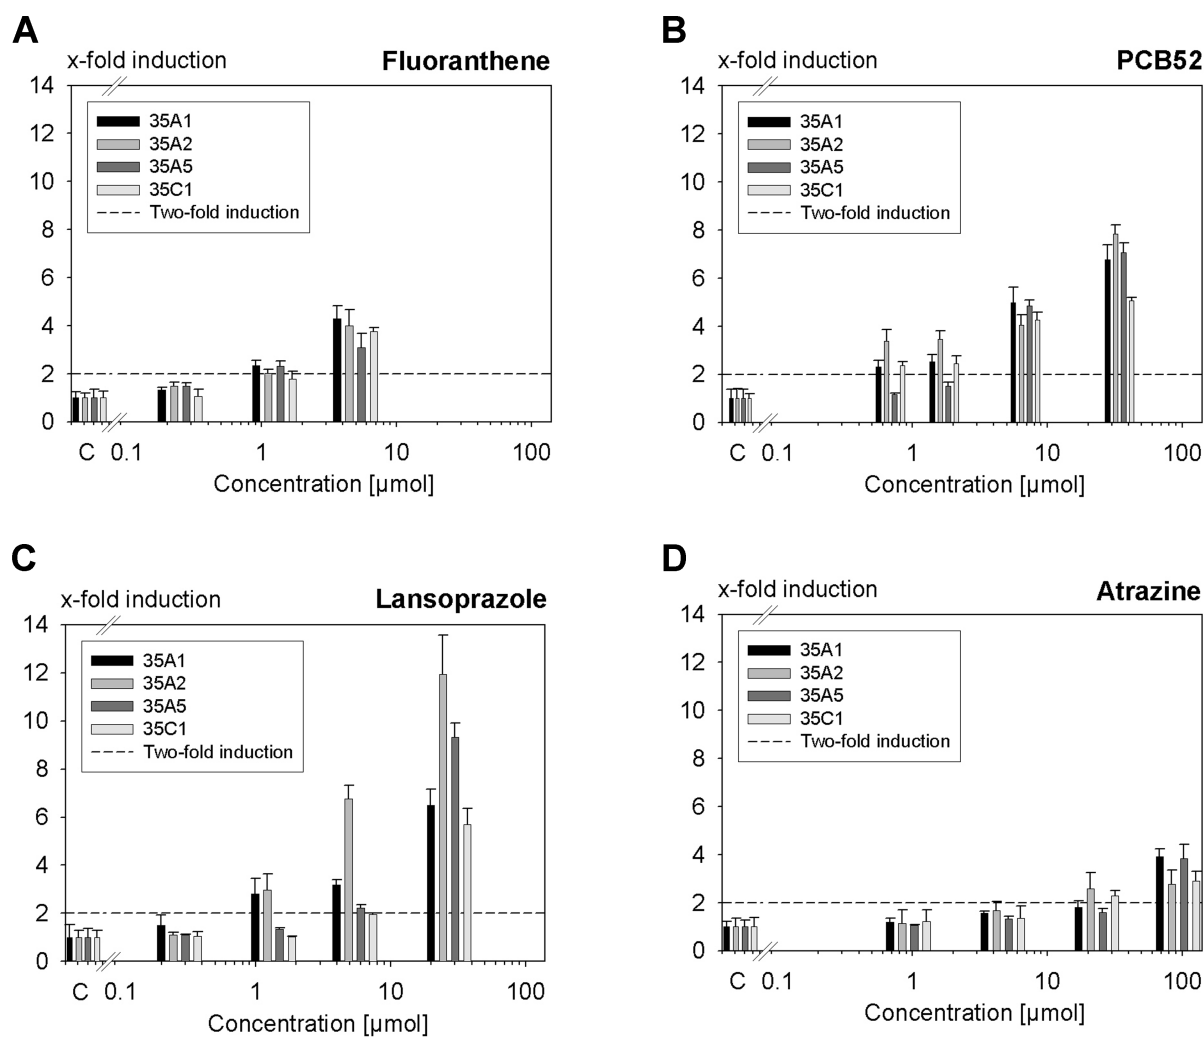 A
x-fold induction
Fluoranthene
14
12
10
8
6
4
2
0
35A1
35A2
35A5
35C1
Two-fold induction
C 0.1 1 10 100
Concentration [µmol]
B
x-fold induction
PCB52
14
12
10
8
6
4
2
0
35A1
35A2
35A5
35C1
Two-fold induction
C 0.1 1 10 100
Concentration [µmol]
C
x-fold induction
Lansoprazole
14
12
10
8
6
4
2
0
35A1
35A2
35A5
35C1
Two-fold induction
C 0.1 1 10 100
Concentration [µmol]
D
x-fold induction
Atrazine
14
12
10
8
6
4
2
0
35A1
35A2
35A5
35C1
Two-fold induction
C 0.1 1 10 100
Concentration [µmol]